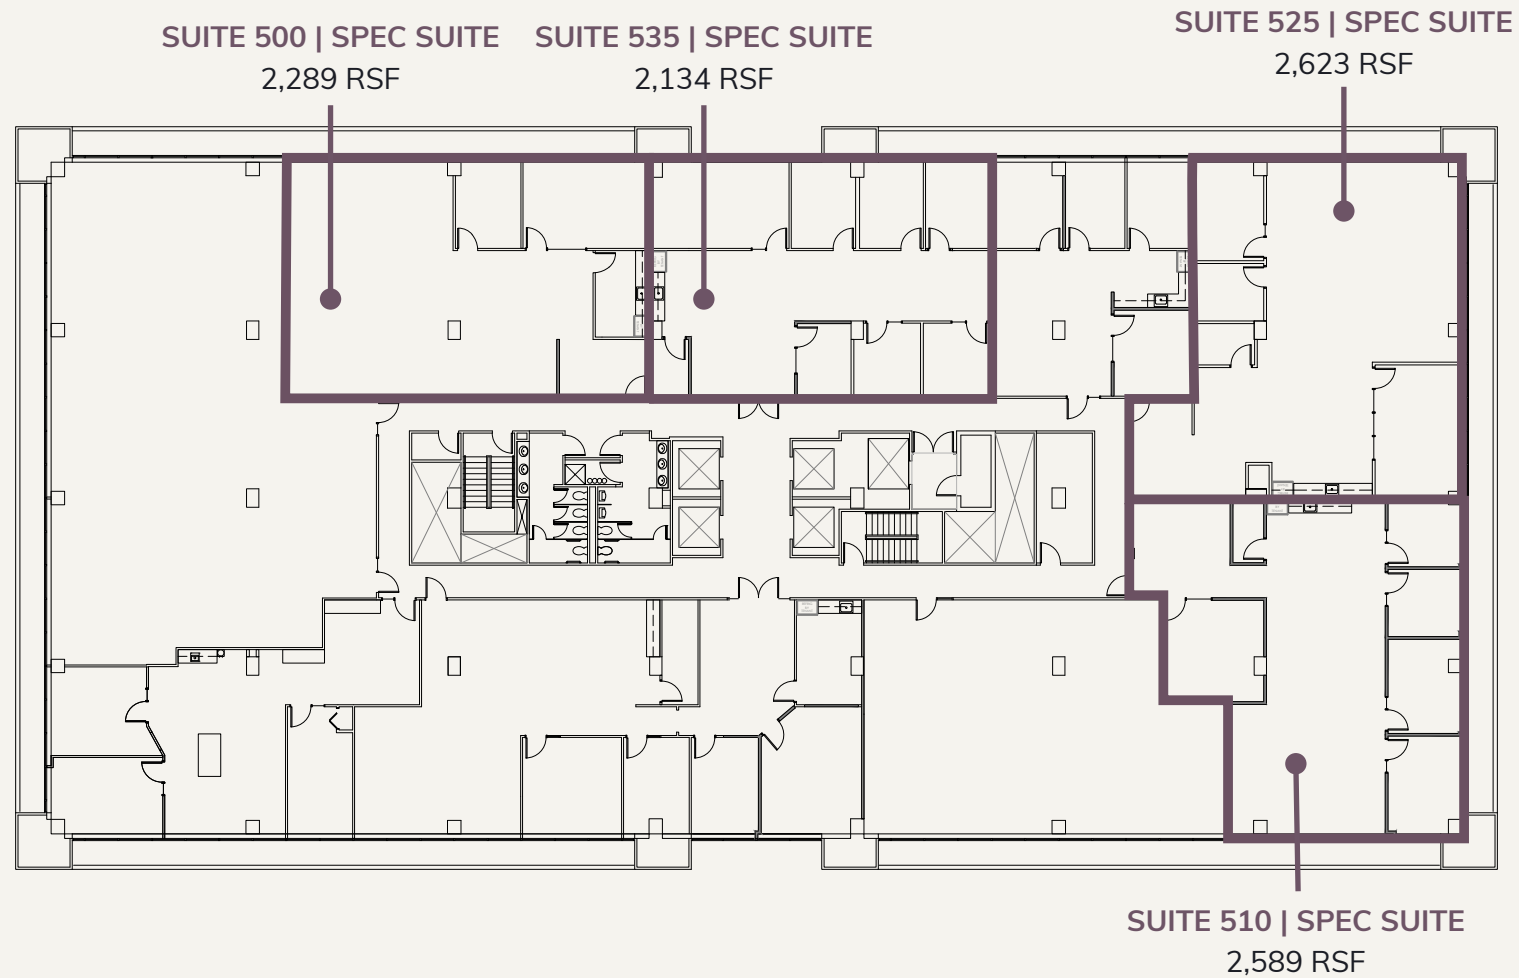 SUITE 500 | SPEC SUITE
2,289 RSF
SUITE 535 | SPEC SUITE
2,134 RSF
SUITE 525 | SPEC SUITE
2,623 RSF
SUITE 510 | SPEC SUITE
2,589 RSF